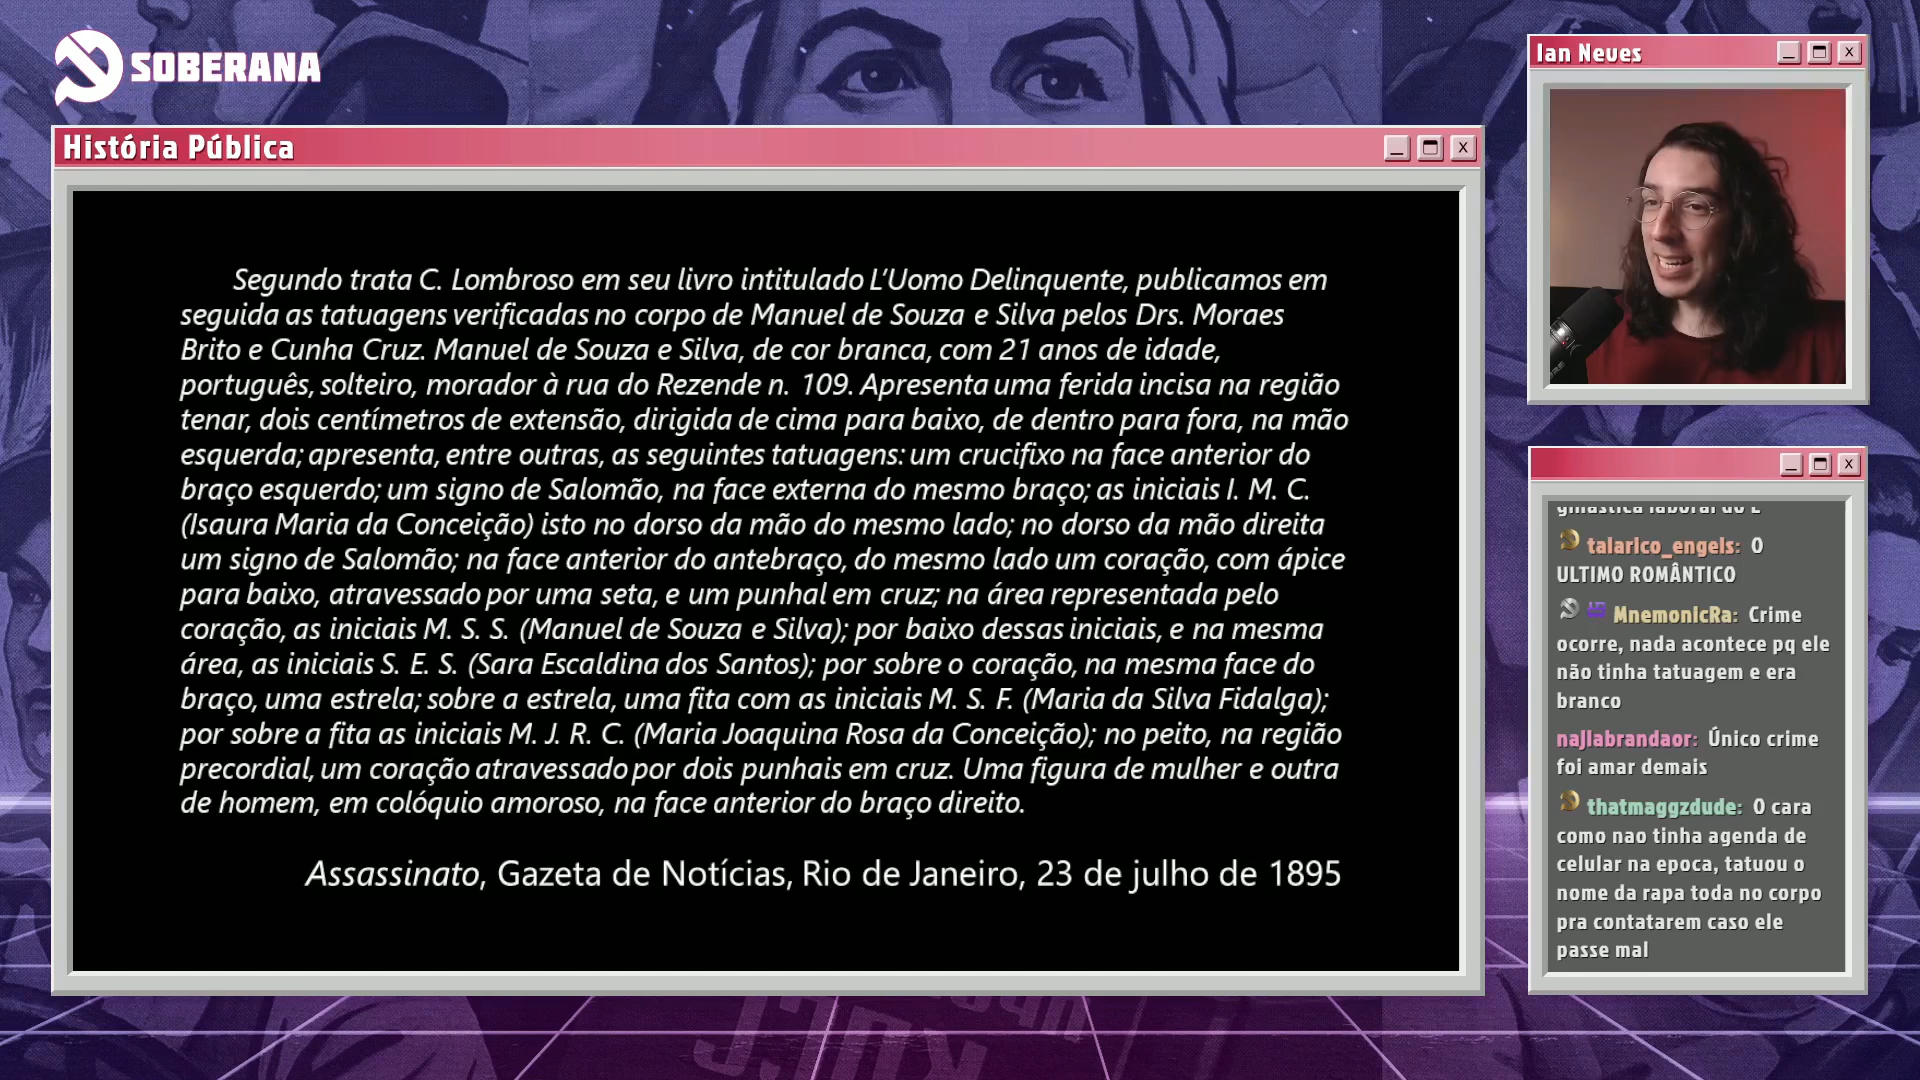 SOBERANA
História Pública
Segundo trata C. Lombroso em seu livro intitulado L'Uomo Delinquente, publicamos em
seguida as tatuagens verificadas no corpo de Manuel de Souza e Silva pelos Drs. Moraes
Brito e Cunha Cruz. Manuel de Souza e Silva, de cor branca, com 21 anos de idade,
português, solteiro, morador à rua do Rezende n. 109. Apresenta uma ferida incisa na região
tenar, dois centímetros de extensão, dirigida de cima para baixo, de dentro para fora, na mão
esquerda; apresenta, entre outras, as seguintes tatuagens: um crucifixo na face anterior do
braço esquerdo; um signo de Salomão, na face externa do mesmo braço; as iniciais I. M. C.
(Isaura Maria da Conceição) isto no dorso da mão do mesmo lado; no dorso da mão direita
um signo de Salomão; na face anterior do antebraço, do mesmo lado um coração, com ápice
para baixo, atravessado por uma seta, e um punhal em cruz; na área representada pelo
coração, as iniciais M. S. S. (Manuel de Souza e Silva); por baixo dessas iniciais, e na mesma
área, as iniciais S. E. S. (Sara Escaldina dos Santos); por sobre o coração, na mesma face do
braço, uma estrela; sobre a estrela, uma fita com as iniciais M. S. F. (Maria da Silva Fidalga);
por sobre a fita as iniciais M. J. R. C. (Maria Joaquina Rosa da Conceição); no peito, na região
precordial, um coração atravessado por dois punhais em cruz. Uma figura de mulher e outra
de homem, em colóquio amoroso, na face anterior do braço direito.
Assassinato, Gazeta de Notícias, Rio de Janeiro, 23 de julho de 1895
Ian Neves
ginástica laboral do E
talarico_engels: O
ULTIMO ROMÂNTICO
MnemonicRa: Crime
ocorre, nada acontece pq ele
não tinha tatuagem e era
branco
najlabrandaor: Único crime
foi amar demais
thatmaggzdude: O cara
como nao tinha agenda de
celular na epoca, tatuou o
nome da rapa toda no corpo
pra contatarem caso ele
passe mal